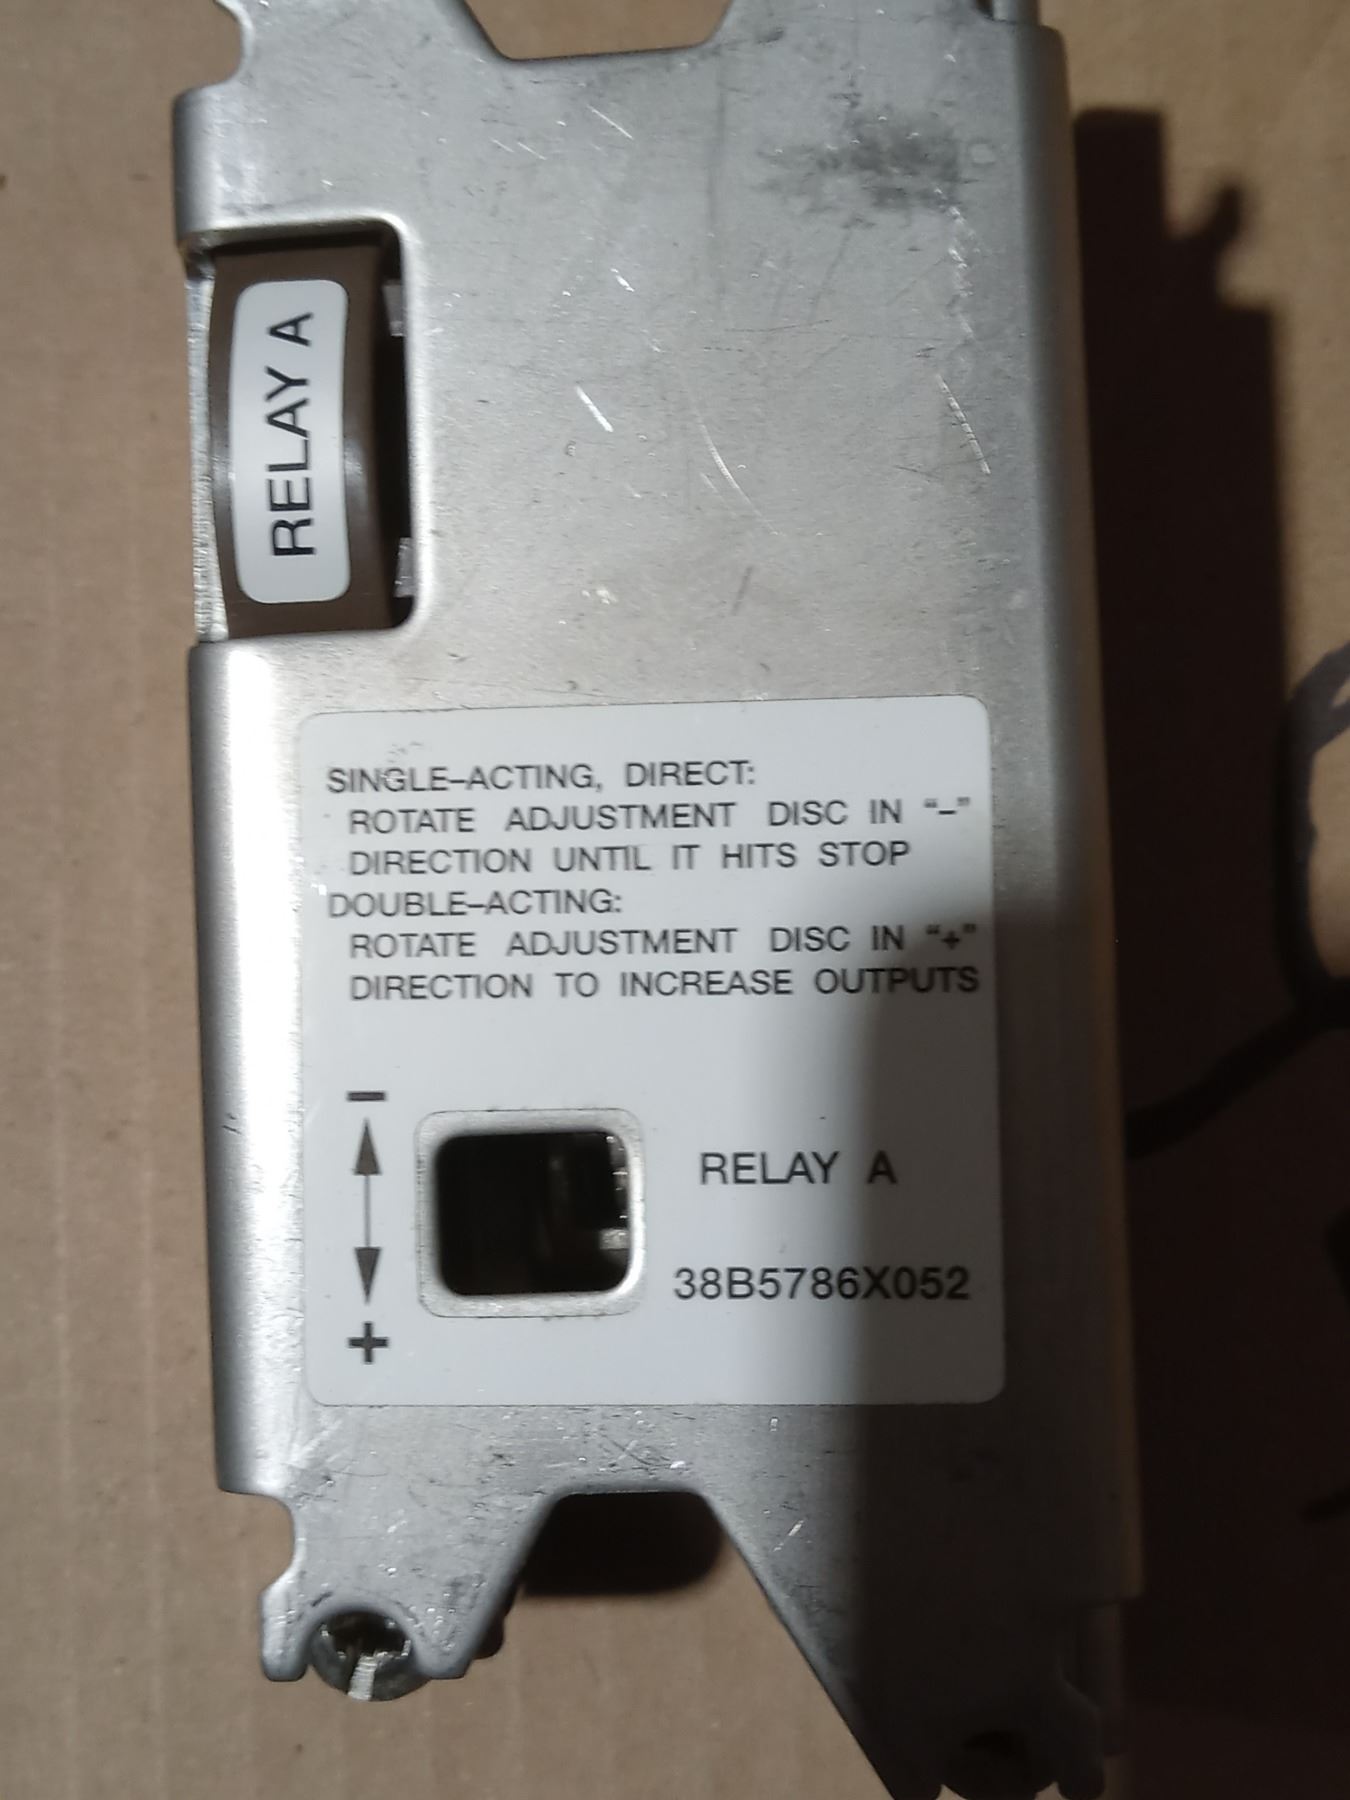 RELAY A
SINGLE–ACTING, DIRECT:
ROTATE ADJUSTMENT DISC IN “–”
DIRECTION UNTIL IT HITS STOP
DOUBLE–ACTING:
ROTATE ADJUSTMENT DISC IN “+”
DIRECTION TO INCREASE OUTPUTS
–
RELAY A
38B5786X052
+